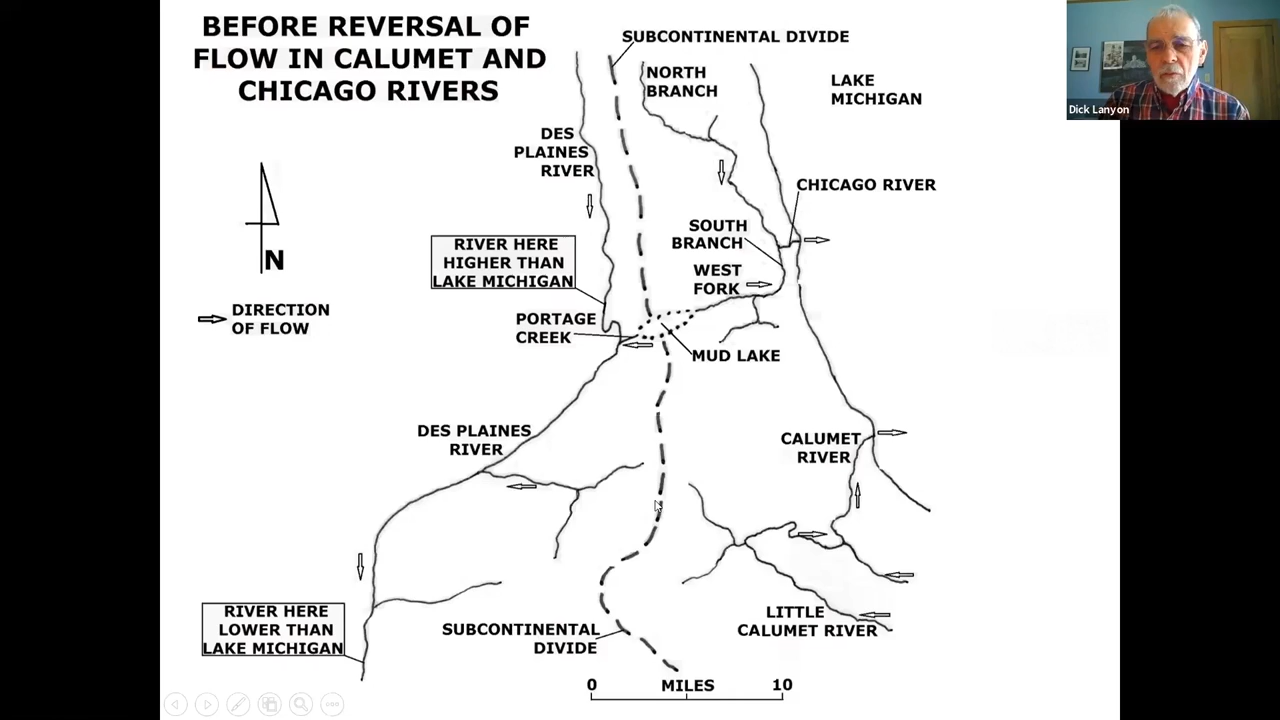 BEFORE REVERSAL OF
FLOW IN CALUMET AND
CHICAGO RIVERS
SUBCONTINENTAL DIVIDE
NORTH
BRANCH
LAKE
MICHIGAN
Dick Lanyon
DES
PLAINES
RIVER
CHICAGO RIVER
SOUTH
BRANCH
RIVER HERE
HIGHER THAN
LAKE MICHIGAN
WEST
FORK
N
DIRECTION
OF FLOW
PORTAGE
CREEK
MUD LAKE
DES PLAINES
RIVER
CALUMET
RIVER
RIVER HERE
LOWER THAN
LAKE MICHIGAN
SUBCONTINENTAL
DIVIDE
LITTLE
CALUMET RIVER
0 MILES 10